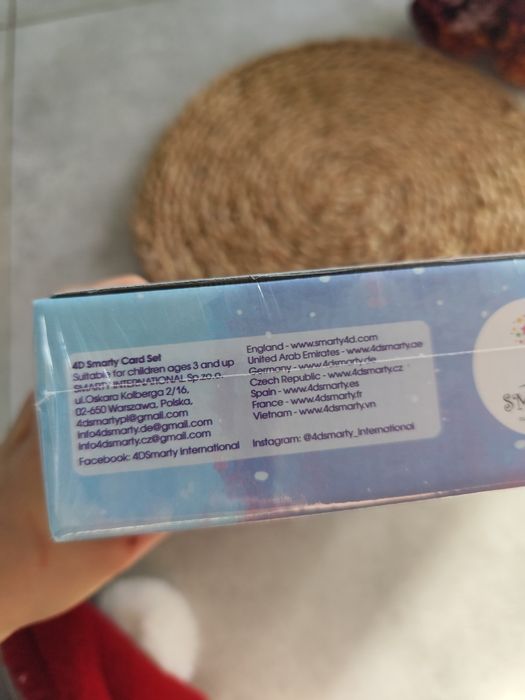 4D Smarty Card Set
Suitable for children ages 3 and up
SMARTY INTERNATIONAL Sp.zo.o.
ul.Oskara Kolberga 2/16,
02-650 Warszawa, Polska,
4dsmartypl@gmail.com
info4dsmarty.de@gmail.com
info4dsmarty.cz@gmail.com
Facebook: 4DSmarty International
England - www.smarty4d.com
United Arab Emirates - www.4dsmarty.ae
Germany - www.4dsmarty.de
Czech Republic - www.4dsmarty.cz
Spain - www.4dsmarty.es
France - www.4dsmarty.fr
Vietnam - www.4dsmarty.vn
Instagram: @4dsmarty_international